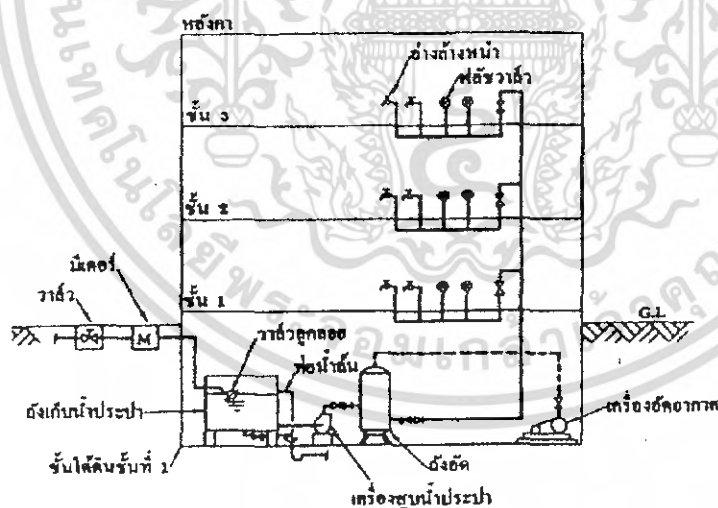 หลังคา
อ่างล้างหน้า
ฟลัชวาล์ว
ชั้น 3
ชั้น 2
มิเตอร์
วาล์ว
ชั้น 1
G.L
M
วาล์วลูกลอย
ท่อน้ำล้น
ถังเก็บน้ำประปา
เครื่องอัดอากาศ
ถังอัด
ชั้นใต้ดินชั้นที่ 1
เครื่องสูบน้ำประปา